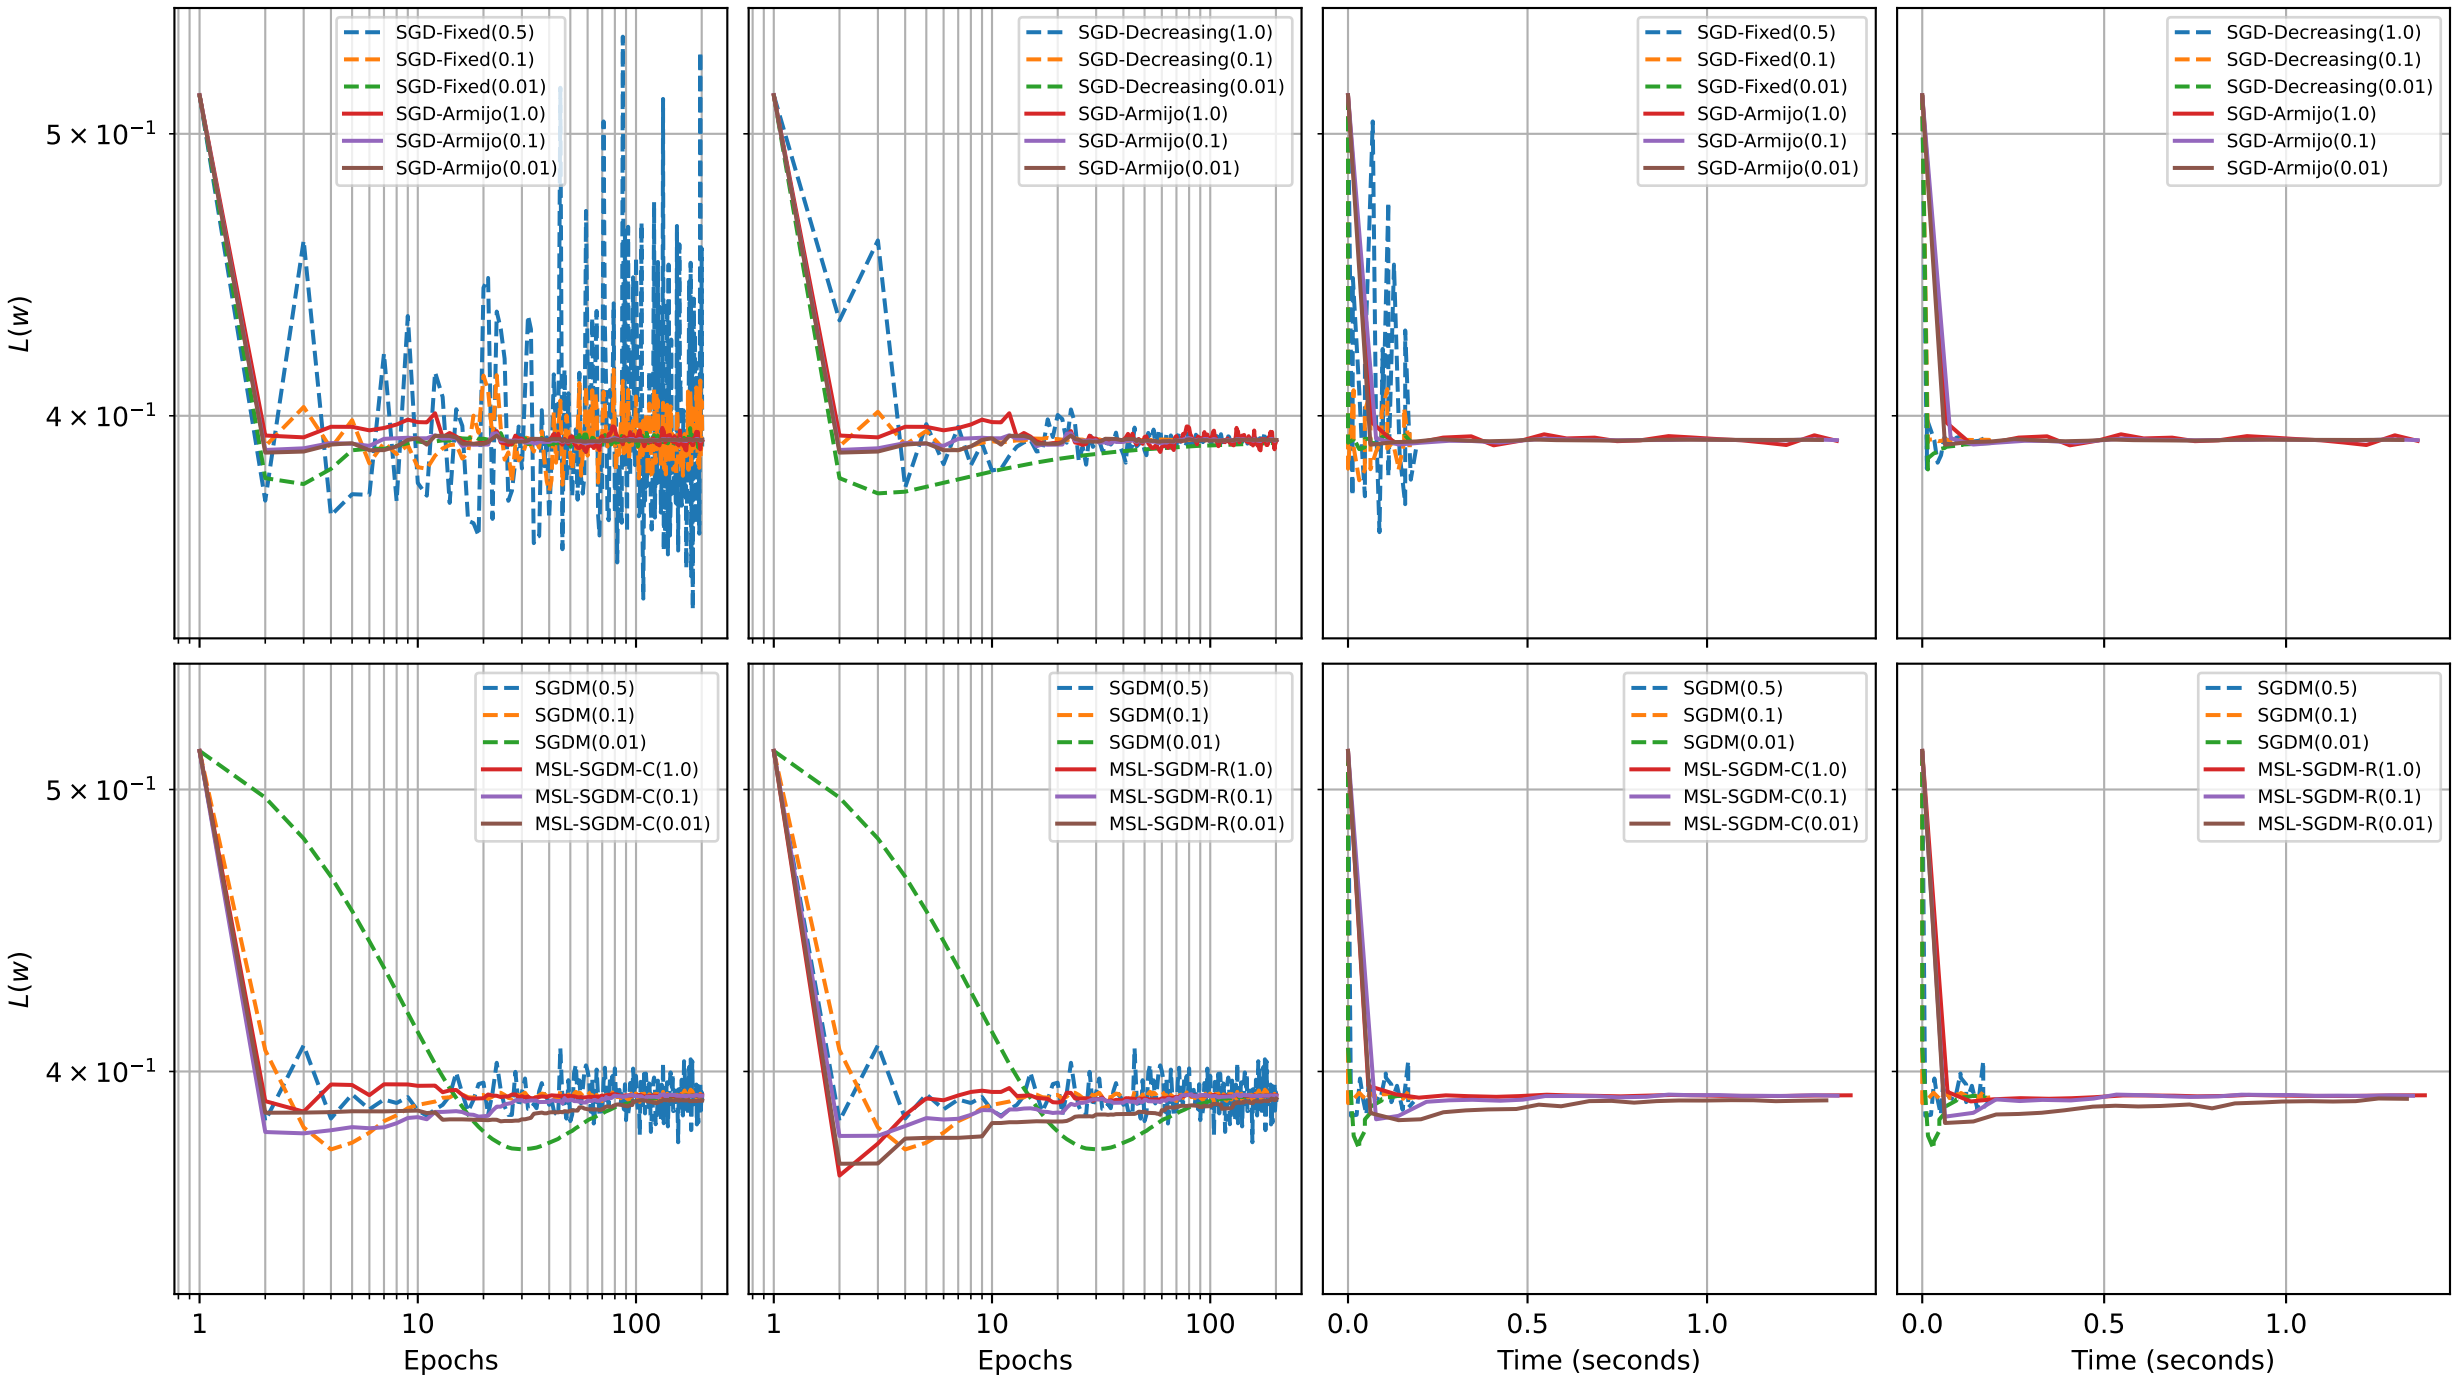 SGD-Fixed(0.5)
SGD-Fixed(0.1)
SGD-Fixed(0.01)
SGD-Armijo(1.0)
SGD-Armijo(0.1)
SGD-Armijo(0.01)
5 × 10⁻¹
4 × 10⁻¹
L(w)
SGD-Decreasing(1.0)
SGD-Decreasing(0.1)
SGD-Decreasing(0.01)
SGD-Armijo(1.0)
SGD-Armijo(0.1)
SGD-Armijo(0.01)
SGD-Fixed(0.5)
SGD-Fixed(0.1)
SGD-Fixed(0.01)
SGD-Armijo(1.0)
SGD-Armijo(0.1)
SGD-Armijo(0.01)
SGD-Decreasing(1.0)
SGD-Decreasing(0.1)
SGD-Decreasing(0.01)
SGD-Armijo(1.0)
SGD-Armijo(0.1)
SGD-Armijo(0.01)
SGDM(0.5)
SGDM(0.1)
SGDM(0.01)
MSL-SGDM-C(1.0)
MSL-SGDM-C(0.1)
MSL-SGDM-C(0.01)
5 × 10⁻¹
4 × 10⁻¹
L(w)
1 10 100
Epochs
SGDM(0.5)
SGDM(0.1)
SGDM(0.01)
MSL-SGDM-R(1.0)
MSL-SGDM-R(0.1)
MSL-SGDM-R(0.01)
1 10 100
Epochs
SGDM(0.5)
SGDM(0.1)
SGDM(0.01)
MSL-SGDM-C(1.0)
MSL-SGDM-C(0.1)
MSL-SGDM-C(0.01)
0.0 0.5 1.0
Time (seconds)
SGDM(0.5)
SGDM(0.1)
SGDM(0.01)
MSL-SGDM-R(1.0)
MSL-SGDM-R(0.1)
MSL-SGDM-R(0.01)
0.0 0.5 1.0
Time (seconds)